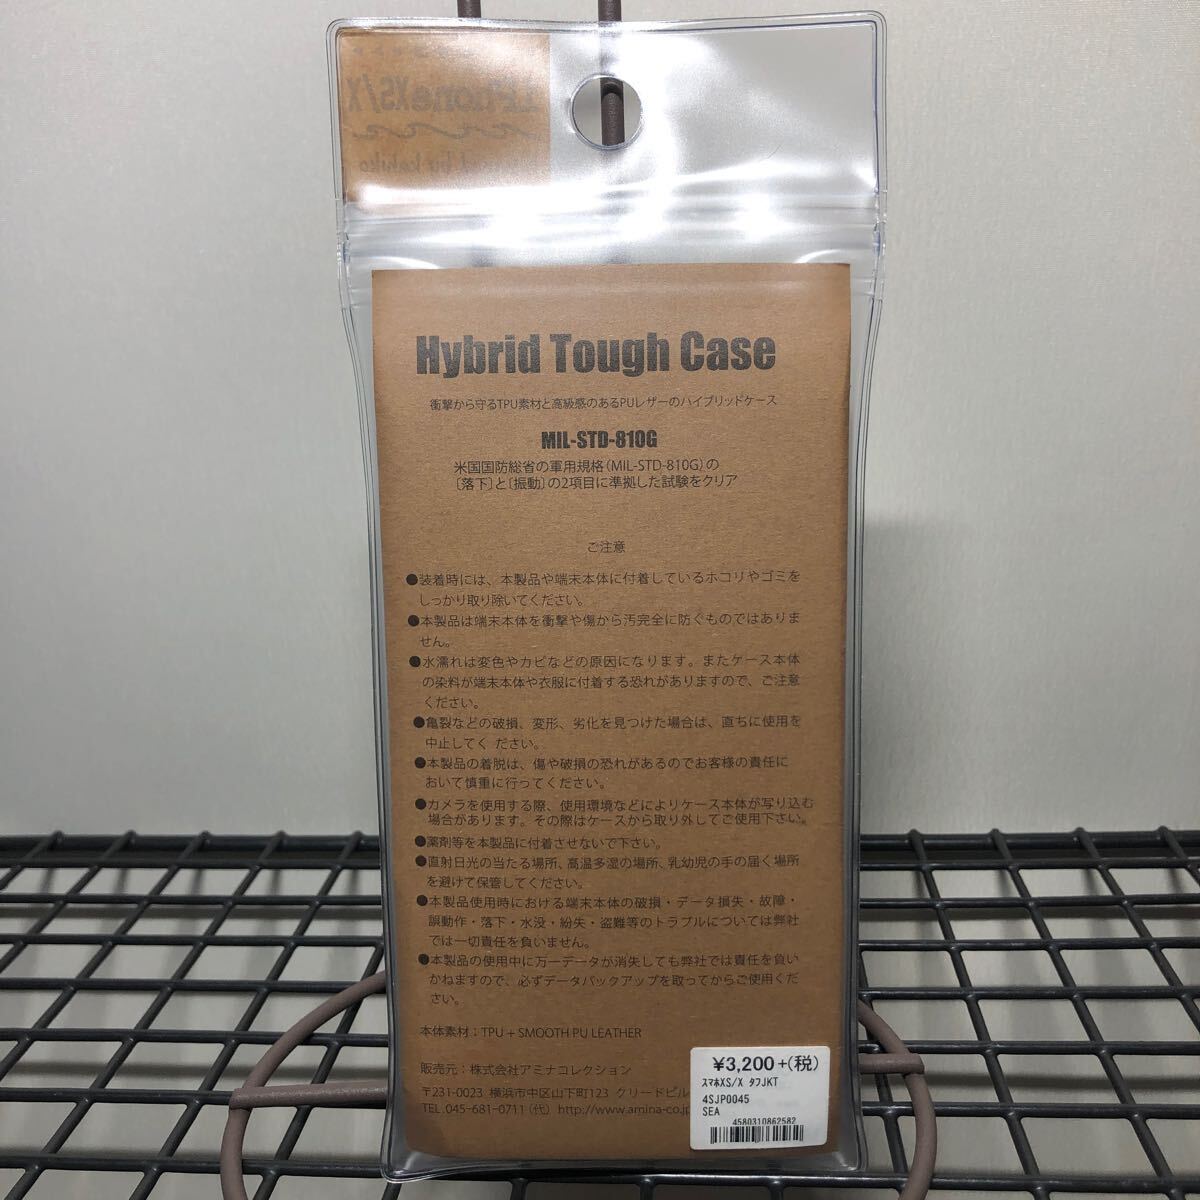 iPhoneXS/X
Hybrid Tough Case
衝撃から守るTPU素材と高級感のあるPUレザーのハイブリッドケース
MIL-STD-810G
米国国防総省の軍用規格(MIL-STD-810G)の
〔落下〕と〔振動〕の2項目に準拠した試験をクリア
ご注意
●装着時には、本製品や端末本体に付着しているホコリやゴミを
しっかり取り除いてください。
●本製品は端末本体を衝撃や傷から汚完全に防ぐものではありま
せん。
●水濡れは変色やカビなどの原因になります。またケース本体
の染料が端末本体や衣服に付着する恐れがありますので、ご注意
ください。
●亀裂などの破損、変形、劣化を見つけた場合は、直ちに使用を
中止してく ださい。
●本製品の着脱は、傷や破損の恐れがあるのでお客様の責任に
おいて慎重に行ってください。
●カメラを使用する際、使用環境などによりケース本体が写り込む
場合があります。その際はケースから取り外してご使用下さい。
●薬剤等を本製品に付着させないで下さい。
●直射日光の当たる場所、高温多湿の場所、乳幼児の手の届く場所
を避けて保管してください。
●本製品使用時における端末本体の破損・データ損失・故障・
誤動作・落下・水没・紛失・盗難等のトラブルについては弊社
では一切責任を負いません。
●本製品の使用中に万一データが消失しても弊社では責任を負い
かねますので、必ずデータバックアップを取ってからご使用くだ
さい。
本体素材：TPU + SMOOTH PU LEATHER
販売元：株式会社アミナコレクション
〒231-0023 横浜市中区山下町123 クリードビル
TEL.045-681-0711（代） http://www.amina-co.jp
¥3,200+(税)
スマホXS/X タフJKT
4SJP0045
SEA
4580310862582